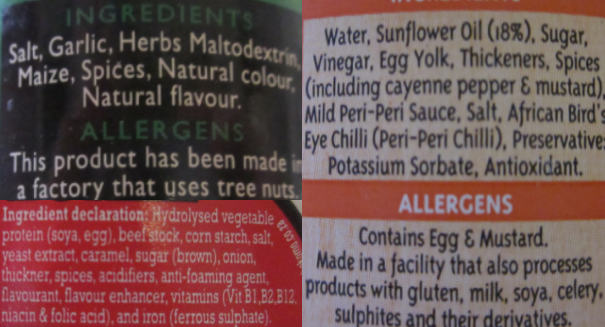 INGREDIENTS
Salt, Garlic, Herbs Maltodextrin,
Maize, Spices, Natural colour,
Natural flavour.
ALLERGENS
This product has been made in
a factory that uses tree nuts.
Ingredient declaration: Hydrolysed vegetable
protein (soya, egg), beef stock, corn starch, salt,
yeast extract, caramel, sugar (brown), onion,
thickner, spices, acidifiers, anti-foaming agent,
flavourant, flavour enhancer, vitamins (Vit B1,B2,B12,
niacin & folic acid), and iron (ferrous sulphate).
INGREDIENTS
Water, Sunflower Oil (18%), Sugar,
Vinegar, Egg Yolk, Thickeners, Spices
(including cayenne pepper & mustard),
Mild Peri-Peri Sauce, Salt, African Bird's
Eye Chilli (Peri-Peri Chilli), Preservative:
Potassium Sorbate, Antioxidant.
ALLERGENS
Contains Egg & Mustard.
Made in a facility that also processes
products with gluten, milk, soya, celery,
sulphites and their derivatives.